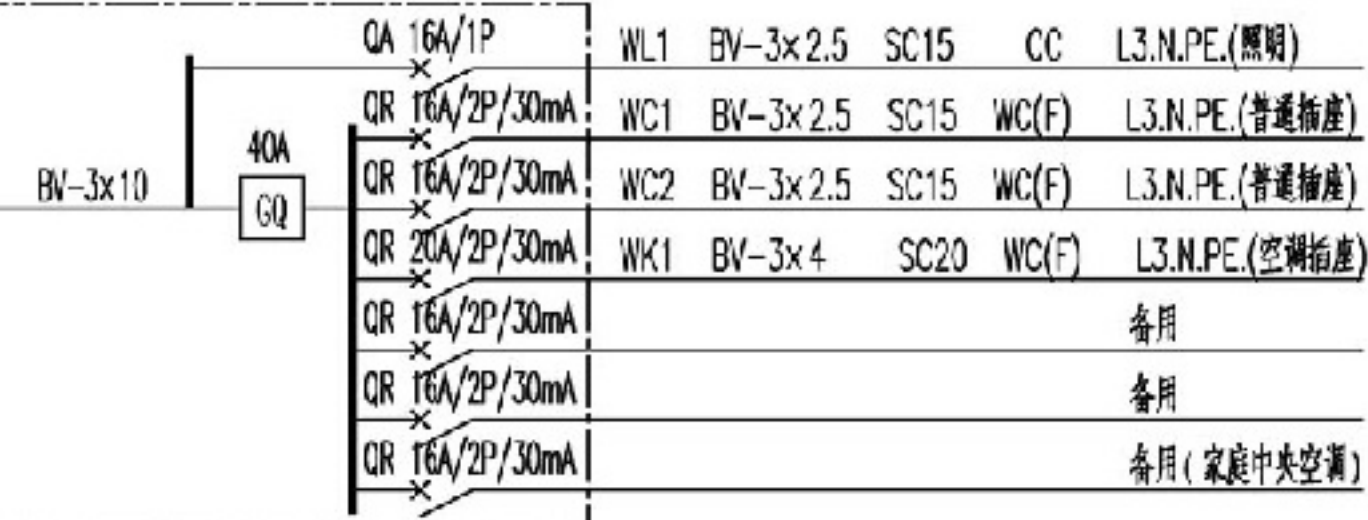 QA 16A/1P WL1 BV-3×2.5 SC15 CC L3.N.PE.(照明)
QR 16A/2P/30mA WC1 BV-3×2.5 SC15 WC(F) L3.N.PE.(普通插座)
40A
BV-3×10
GQ
QR 16A/2P/30mA WC2 BV-3×2.5 SC15 WC(F) L3.N.PE.(普通插座)
QR 20A/2P/30mA WK1 BV-3×4 SC20 WC(F) L3.N.PE.(空调插座)
QR 16A/2P/30mA 备用
QR 16A/2P/30mA 备用
QR 16A/2P/30mA 备用(家庭中央空调)